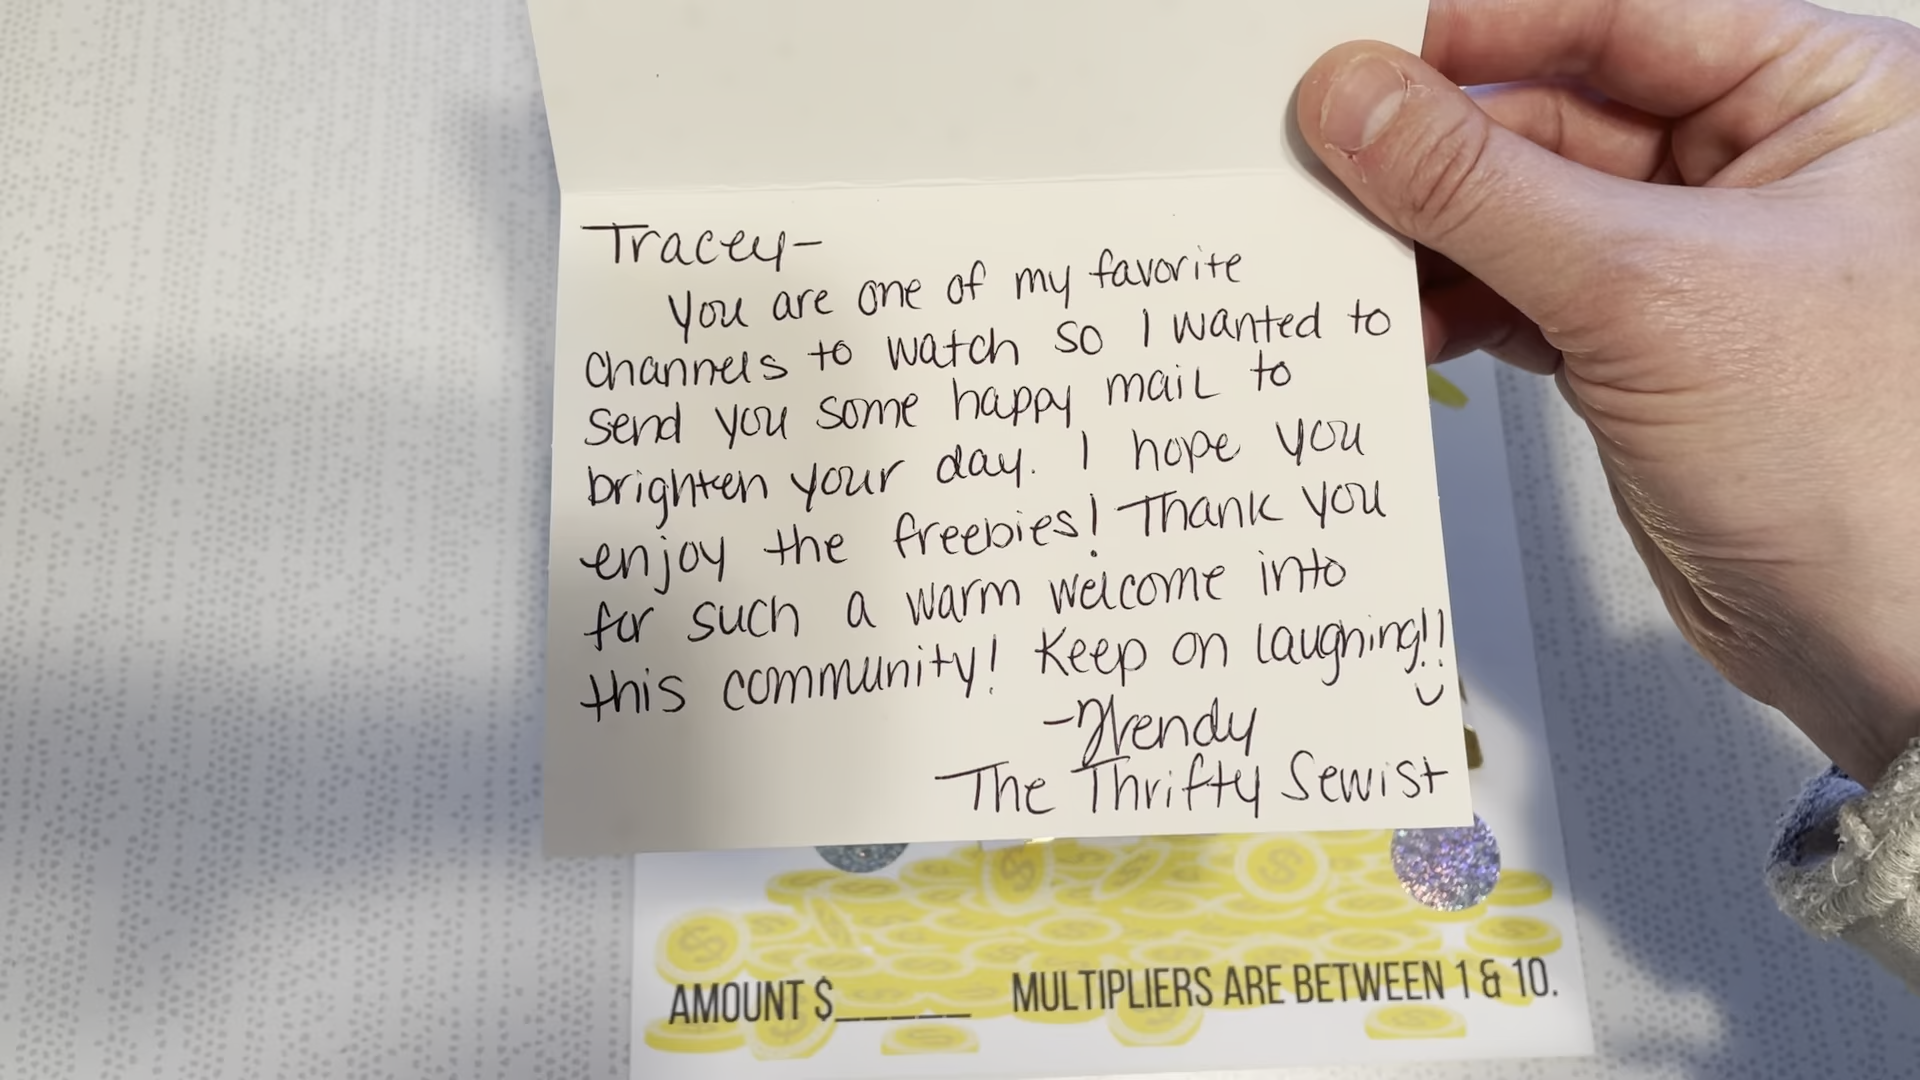 Tracey-
You are one of my favorite
channels to watch so I wanted to
send you some happy mail to
brighten your day. I hope you
enjoy the freebies! Thank you
for such a warm welcome into
this community! Keep on laughing!!
-Wendy
The Thrifty Sewist
AMOUNT $_____ MULTIPLIERS ARE BETWEEN 1 & 10.